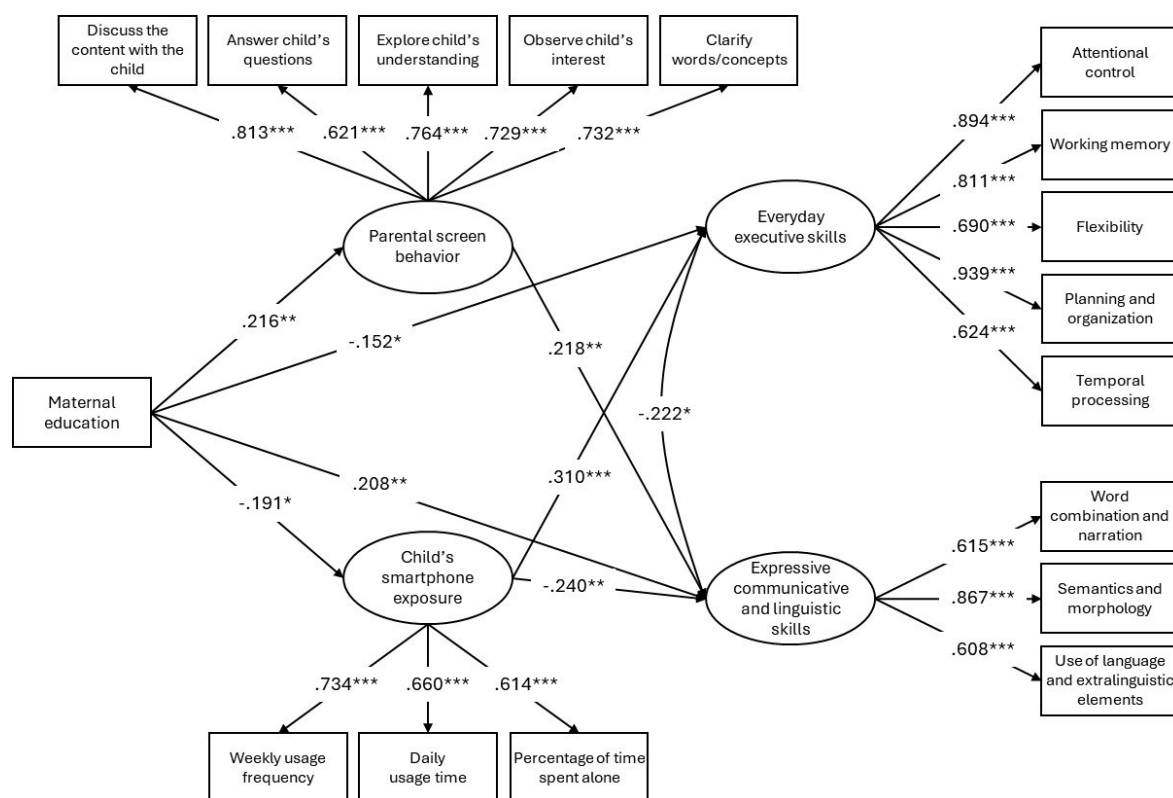 Discuss the
content with the
child
Answer child's
questions
Explore child's
understanding
Observe child's
interest
Clarify
words/concepts
.813***
.621***
.764***
.729***
.732***
Parental screen
behavior
Everyday
executive skills
Attentional
control
Working memory
Flexibility
Planning and
organization
Temporal
processing
.894***
.811***
.690***
.939***
.624***
.216**
-.152*
.218**
-.222*
Maternal
education
.208**
.310***
-.191*
-.240**
Child's
smartphone
exposure
Expressive
communicative
and linguistic
skills
.615***
.867***
.608***
Word
combination and
narration
Semantics and
morphology
Use of language
and extralinguistic
elements
.734***
.660***
.614***
Weekly usage
frequency
Daily
usage time
Percentage of time
spent alone